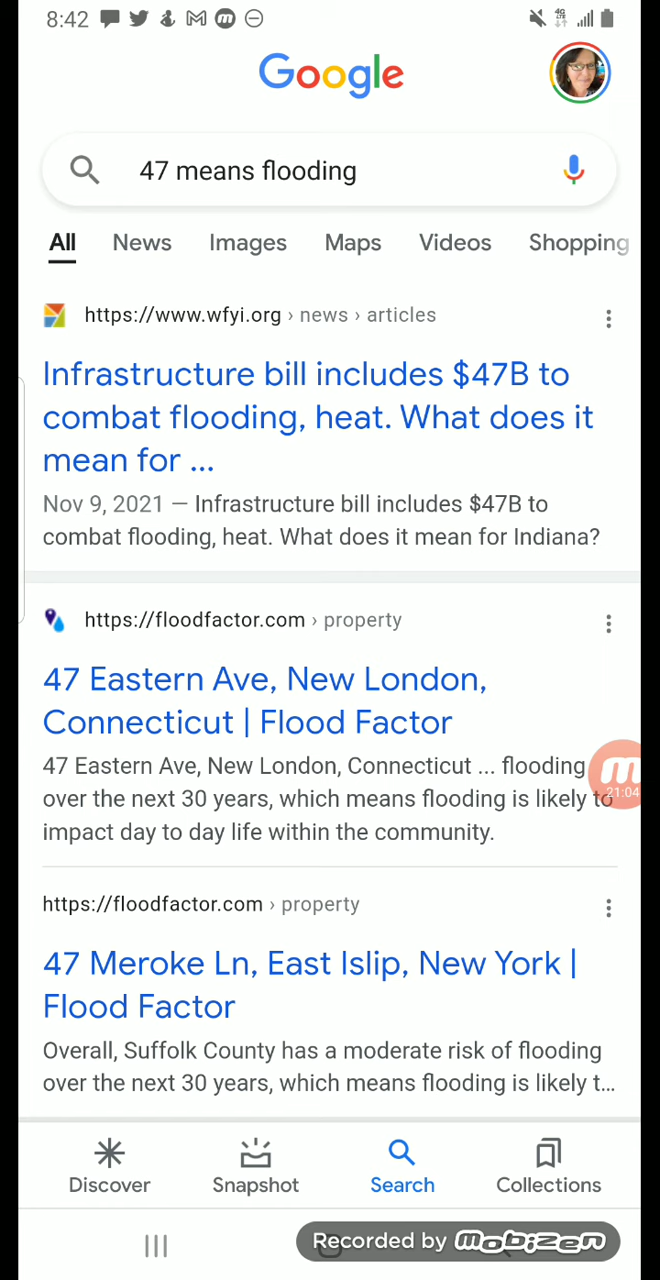 8:42
Google
47 means flooding
All News Images Maps Videos Shopping
https://www.wfyi.org › news › articles
Infrastructure bill includes $47B to
combat flooding, heat. What does it
mean for ...
Nov 9, 2021 — Infrastructure bill includes $47B to
combat flooding, heat. What does it mean for Indiana?
https://floodfactor.com › property
47 Eastern Ave, New London,
Connecticut | Flood Factor
47 Eastern Ave, New London, Connecticut ... flooding
over the next 30 years, which means flooding is likely to
impact day to day life within the community.
21:04
https://floodfactor.com › property
47 Meroke Ln, East Islip, New York |
Flood Factor
Overall, Suffolk County has a moderate risk of flooding
over the next 30 years, which means flooding is likely t...
Discover Snapshot Search Collections
Recorded by mobizen